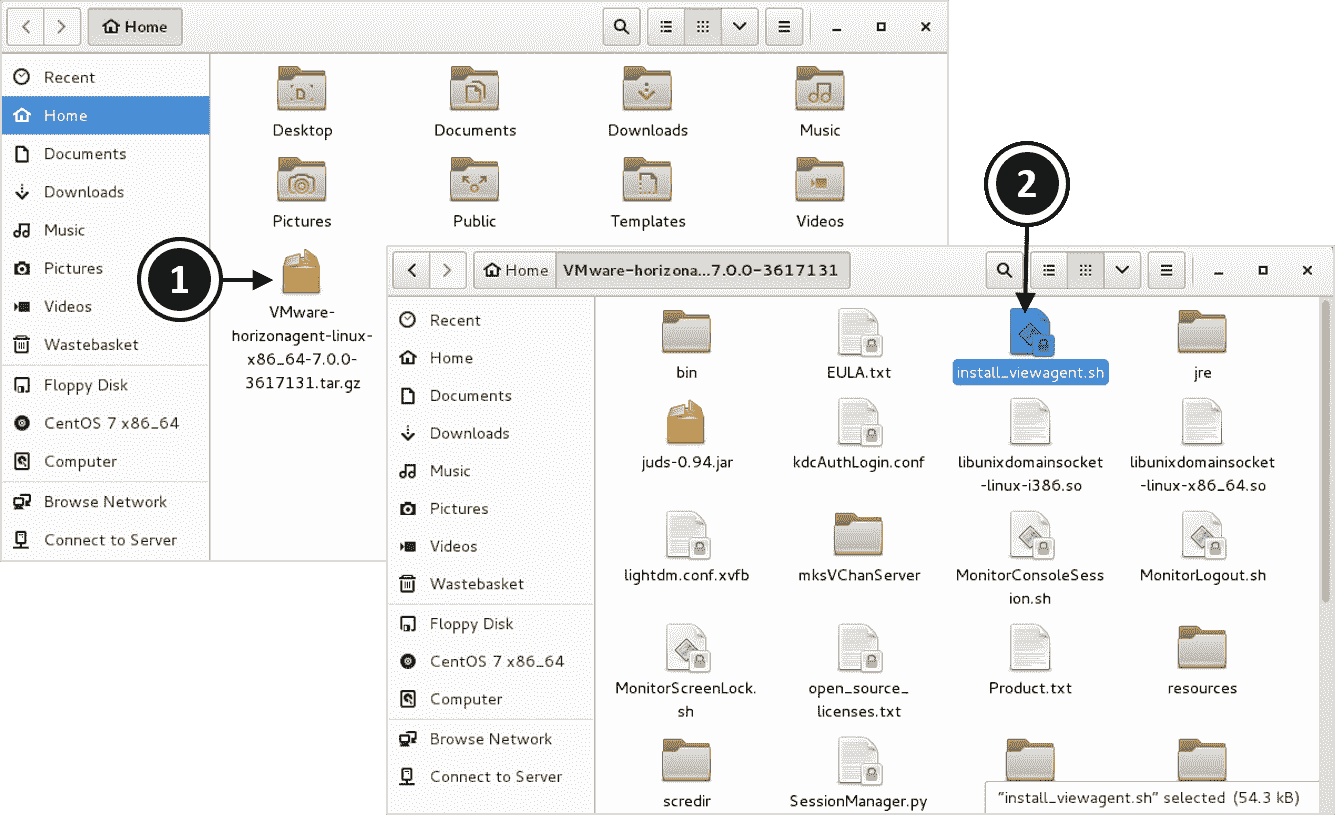 Home
Recent
Home
Documents
Downloads
Music
Pictures
Videos
Wastebasket
Floppy Disk
CentOS 7 x86_64
Computer
Browse Network
Connect to Server
Desktop
Documents
Downloads
Music
Pictures
Public
Templates
Videos
1
VMware-
horizonagent-linux-
x86_64-7.0.0-
3617131.tar.gz
2
Home
VMware-horizona...7.0.0-3617131
Recent
Home
Documents
Downloads
Music
Pictures
Videos
Wastebasket
Floppy Disk
CentOS 7 x86_64
Computer
Browse Network
Connect to Server
bin
EULA.txt
install_viewagent.sh
jre
juds-0.94.jar
kdcAuthLogin.conf
libunixdomainsocket
-linux-i386.so
libunixdomainsocket
-linux-x86_64.so
lightdm.conf.xvfb
mksVChanServer
MonitorConsoleSess
ion.sh
MonitorLogout.sh
MonitorScreenLock.
sh
open_source_
licenses.txt
Product.txt
resources
scredir
SessionManager.py
"install_viewagent.sh" selected (54.3 kB)